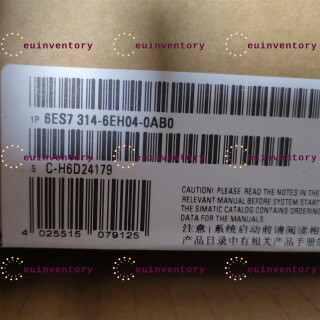 euinventory euinventory euinventory
1P 6ES7 314-6EH04-0AB0
euinventory euinventory euinventory
S C-H6D24179
CAUTION! PLEASE READ THE NOTES IN THE
RELEVANT MANUAL BEFORE SYSTEM START
THE SIMATIC CATALOG CONTAINS ORDERING
DATA FOR THE MANUALS.
4 025515 079125
注意!系统启动前请阅读相
产品目录中有相关产品手册的
euinventory euinventory euinventory